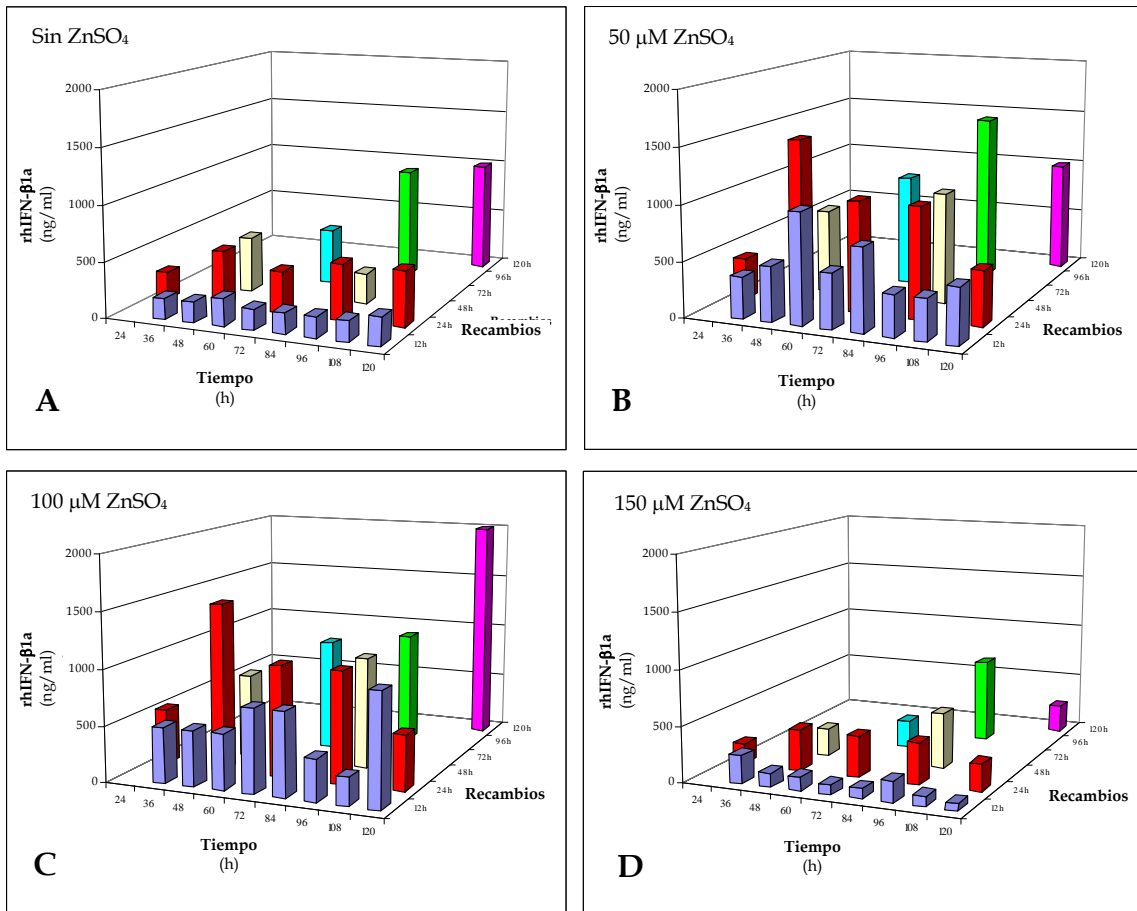 Sin ZnSO₄
rhIFN-β1a
(ng/ml)
2000
1500
1000
500
0
24
36
48
60
72
84
96
108
120
Tiempo
(h)
12h
24h
48h
72h
96h
120h
Recambios
A
50 μM ZnSO₄
rhIFN-β1a
(ng/ml)
2000
1500
1000
500
0
24
36
48
60
72
84
96
108
120
Tiempo
(h)
12h
24h
48h
72h
96h
120h
Recambios
B
100 μM ZnSO₄
rhIFN-β1a
(ng/ml)
2000
1500
1000
500
0
24
36
48
60
72
84
96
108
120
Tiempo
(h)
12h
24h
48h
72h
96h
120h
Recambios
C
150 μM ZnSO₄
rhIFN-β1a
(ng/ml)
2000
1500
1000
500
0
24
36
48
60
72
84
96
108
120
Tiempo
(h)
12h
24h
48h
72h
96h
120h
Recambios
D